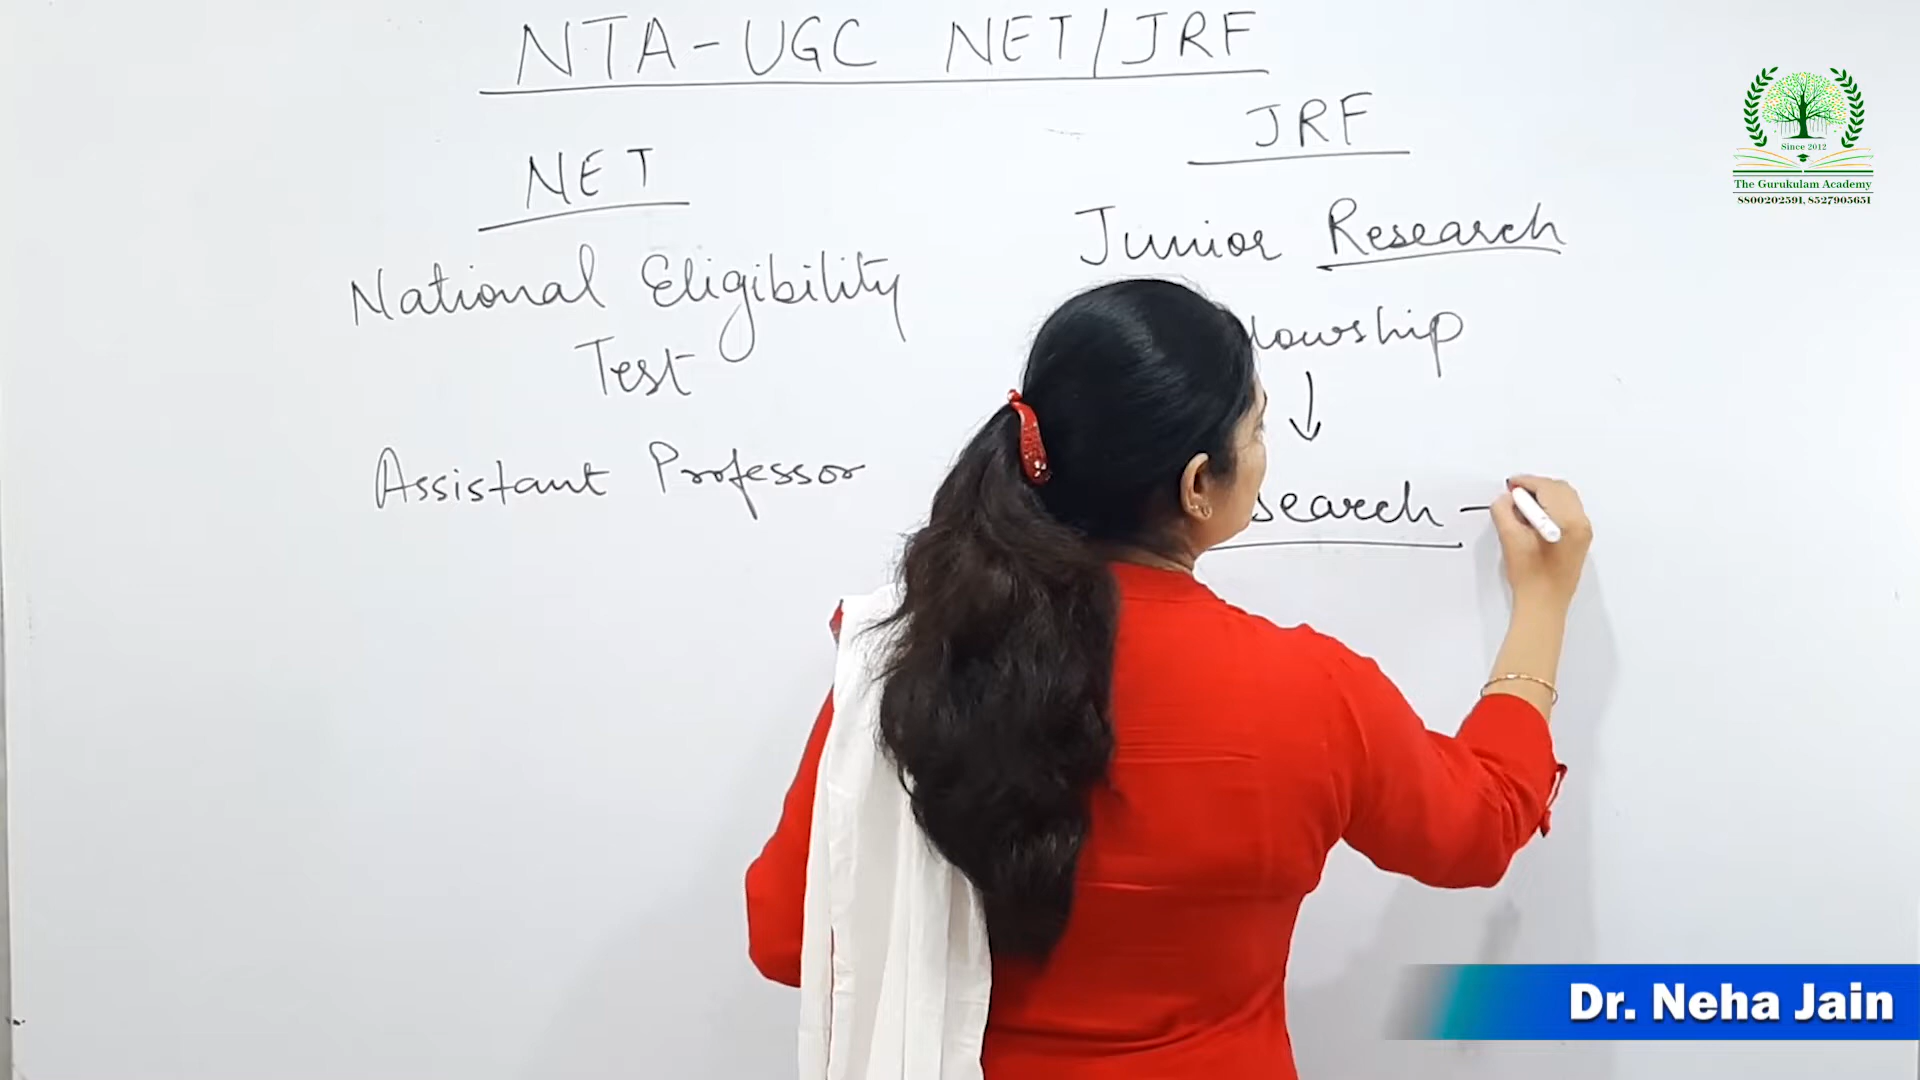 NTA-UGC NET/JRF
NET
National Eligibility
Test
Assistant Professor
JRF
Junior Research
Since 2012
The Gurukulam Academy
8800202591, 8527905651
Dr. Neha Jain